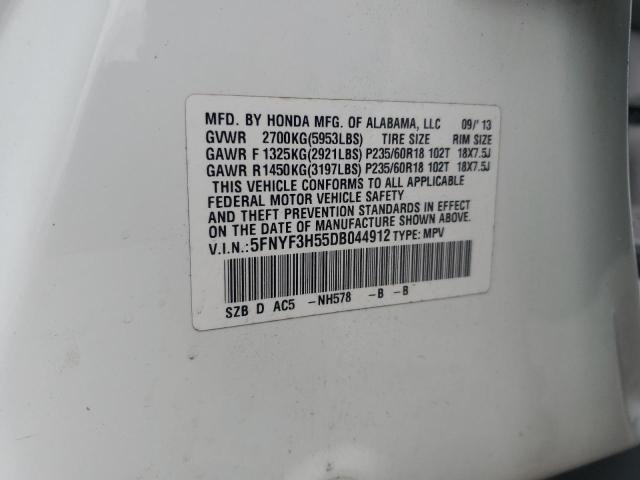 MFD. BY HONDA MFG. OF ALABAMA, LLC 09/'13
GVWR 2700KG(5953LBS) TIRE SIZE RIM SIZE
GAWR F 1325KG(2921LBS) P235/60R18 102T 18X7.5J
GAWR R1450KG(3197LBS) P235/60R18 102T 18X7.5J
THIS VEHICLE CONFORMS TO ALL APPLICABLE
FEDERAL MOTOR VEHICLE SAFETY
AND THEFT PREVENTION STANDARDS IN EFFECT
ON THE DATE OF MANUFACTURE SHOWN ABOVE.
V.I.N.:5FNYF3H55DB044912 TYPE: MPV
SZB D AC5 -NH578 -B -B